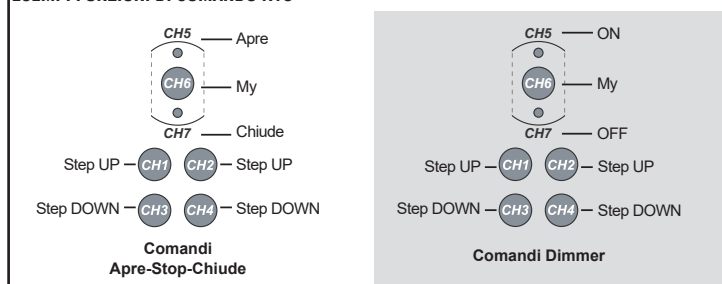 CH5 Apre
CH6 My
CH7 Chiude
Step UP CH1 CH2 Step UP
Step DOWN CH3 CH4 Step DOWN
Comandi
Apre-Stop-Chiude
CH5 ON
CH6 My
CH7 OFF
Step UP CH1 CH2 Step UP
Step DOWN CH3 CH4 Step DOWN
Comandi Dimmer